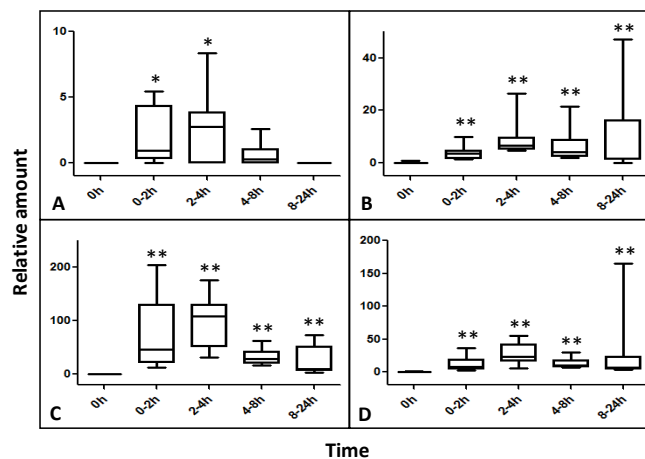 Relative amount
10
5
0
* *
0h 0-2h 2-4h 4-8h 8-24h
A
40
20
0
** ** ** **
0h 0-2h 2-4h 4-8h 8-24h
B
200
100
0
** ** ** **
0h 0-2h 2-4h 4-8h 8-24h
C
200
150
100
50
0
** ** ** **
0h 0-2h 2-4h 4-8h 8-24h
D
Time